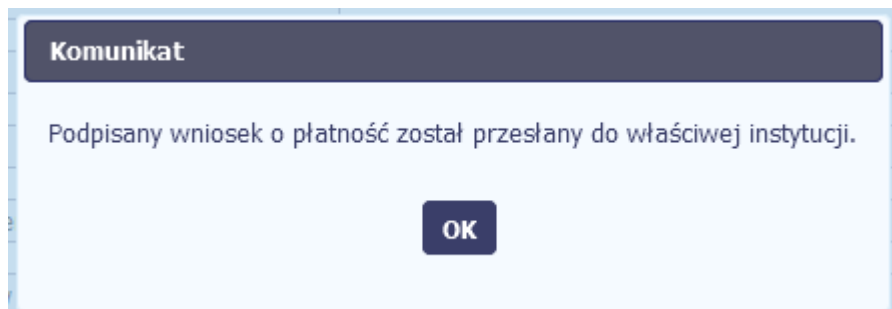 Komunikat
Podpisany wniosek o płatność został przesłany do właściwej instytucji.
OK